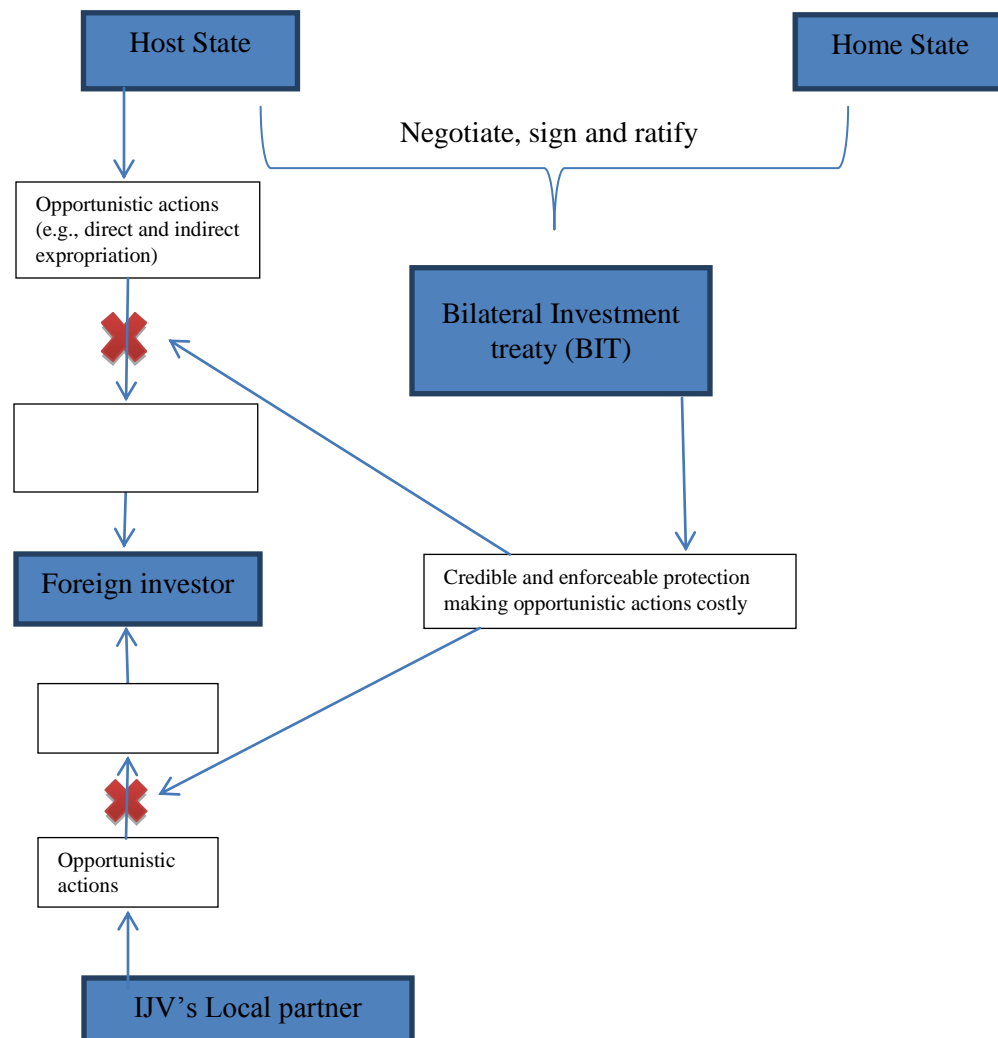 Host State
Home State
Negotiate, sign and ratify
Opportunistic actions
(e.g., direct and indirect
expropriation)
Bilateral Investment
treaty (BIT)
Foreign investor
Credible and enforceable protection
making opportunistic actions costly
Opportunistic
actions
IJV’s Local partner